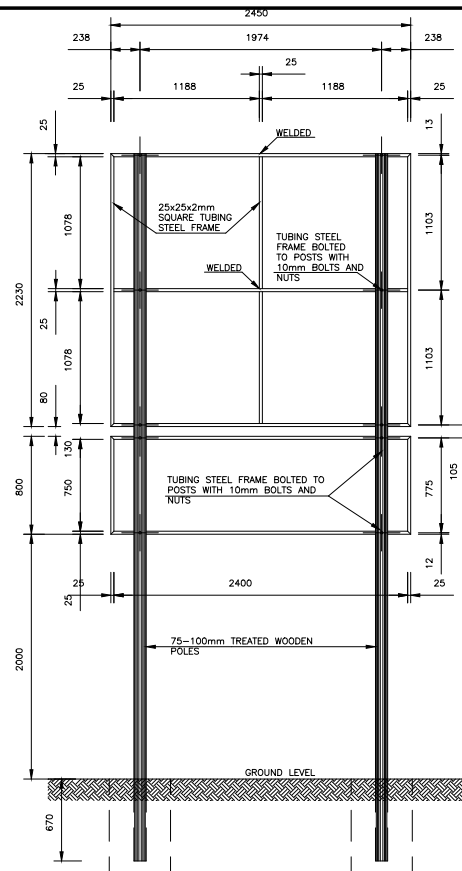 2450
238
1974
238
25
25
1188
1188
25
25
13
WELDED
25x25x2mm
SQUARE TUBING
STEEL FRAME
1078
TUBING STEEL
FRAME BOLTED
TO POSTS WITH
10mm BOLTS AND
NUTS
1103
WELDED
2230
25
1078
1103
80
130
TUBING STEEL FRAME BOLTED TO
POSTS WITH 10mm BOLTS AND
NUTS
800
750
775
105
25
25
2400
25
12
75-100mm TREATED WOODEN
POLES
2000
GROUND LEVEL
670